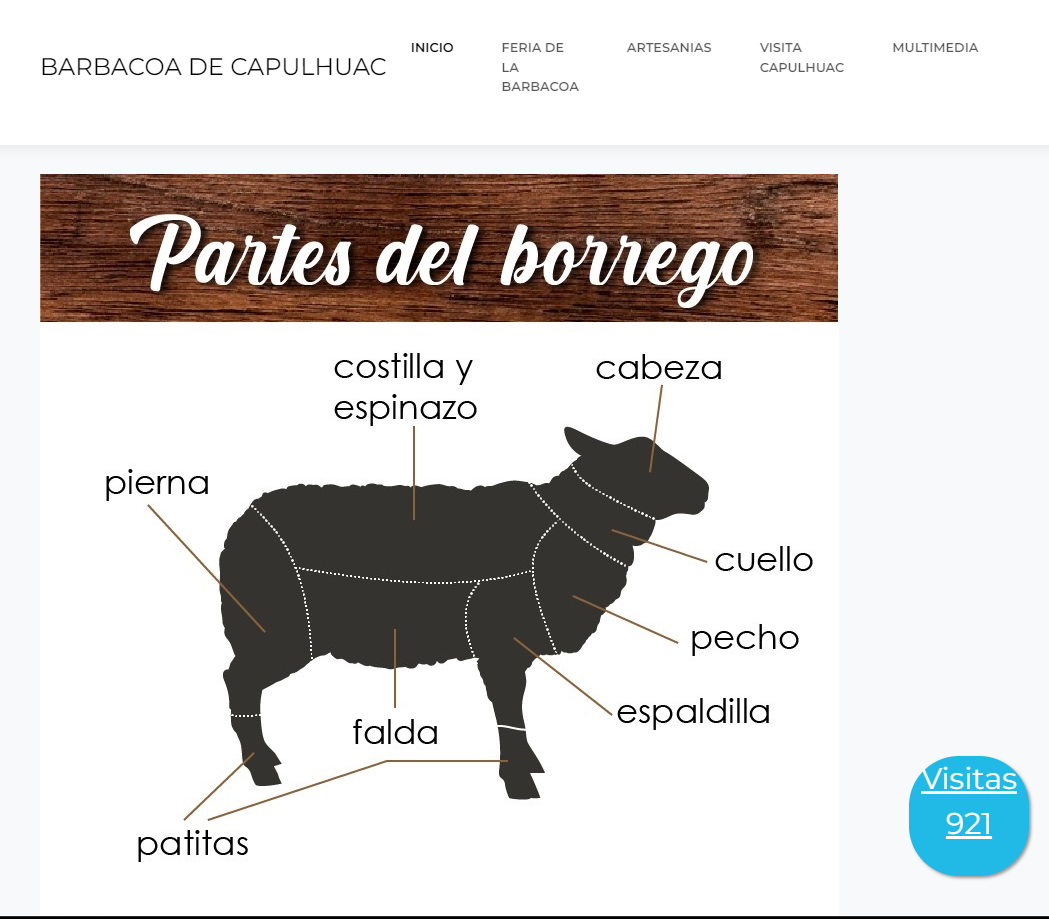 BARBACOA DE CAPULHUAC
INICIO
FERIA DE
LA
BARBACOA
ARTESANIAS
VISITA
CAPULHUAC
MULTIMEDIA
Partes del borrego
costilla y
espinazo
cabeza
pierna
cuello
pecho
espaldilla
falda
patitas
Visitas
921